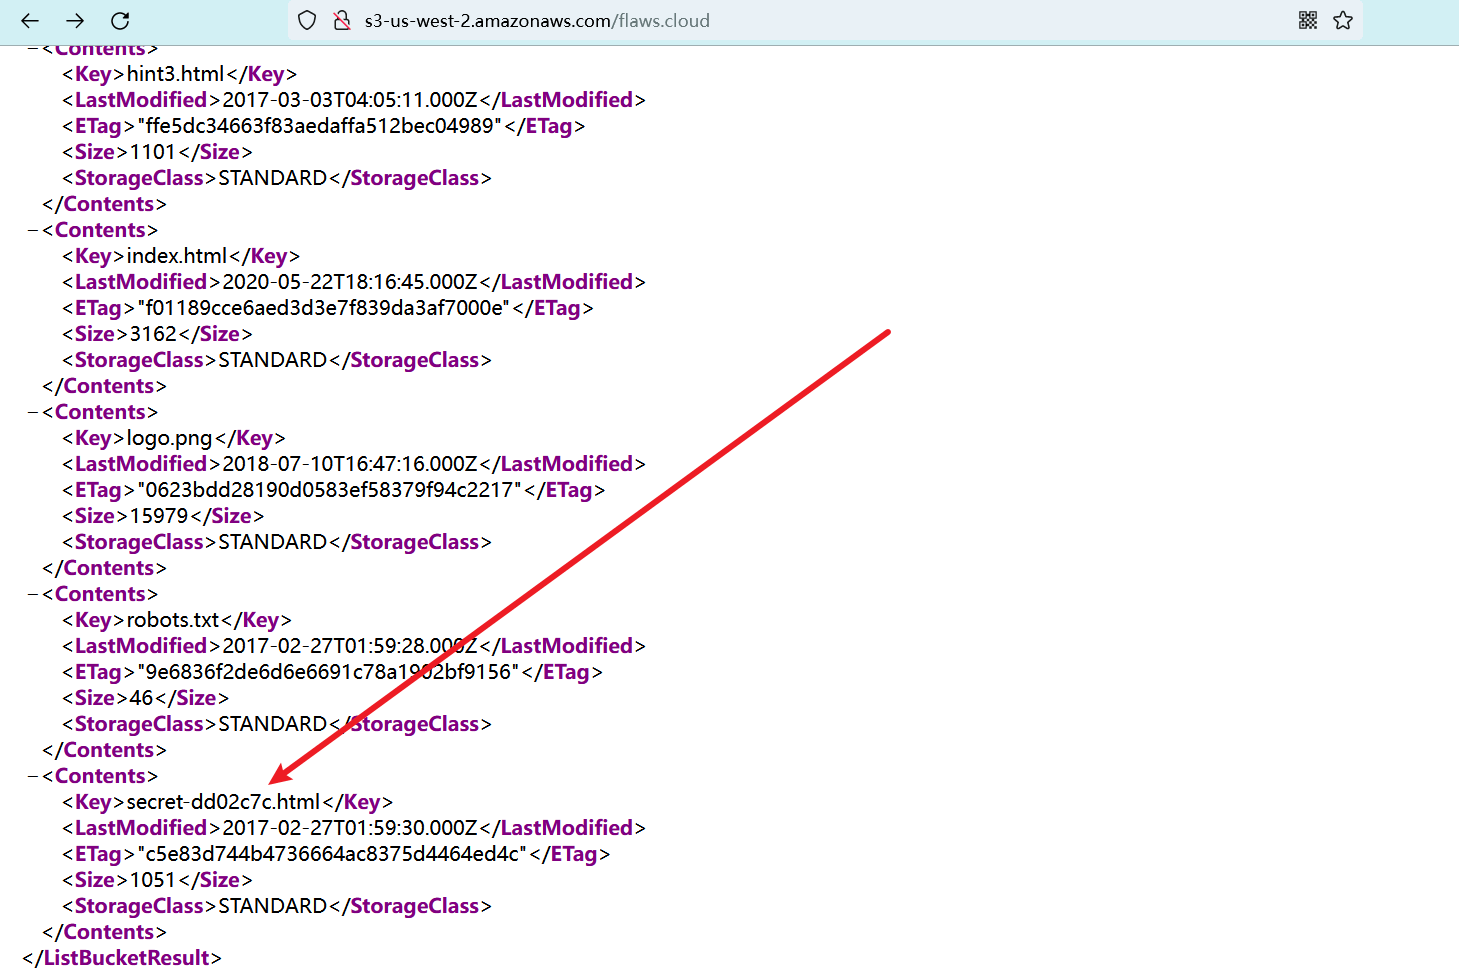 s3-us-west-2.amazonaws.com/flaws.cloud
−<Contents>
<Key>hint3.html</Key>
<LastModified>2017-03-03T04:05:11.000Z</LastModified>
<ETag>"ffe5dc34663f83aedaffa512bec04989"</ETag>
<Size>1101</Size>
<StorageClass>STANDARD</StorageClass>
</Contents>
−<Contents>
<Key>index.html</Key>
<LastModified>2020-05-22T18:16:45.000Z</LastModified>
<ETag>"f01189cce6aed3d3e7f839da3af7000e"</ETag>
<Size>3162</Size>
<StorageClass>STANDARD</StorageClass>
</Contents>
−<Contents>
<Key>logo.png</Key>
<LastModified>2018-07-10T16:47:16.000Z</LastModified>
<ETag>"0623bdd28190d0583ef58379f94c2217"</ETag>
<Size>15979</Size>
<StorageClass>STANDARD</StorageClass>
</Contents>
−<Contents>
<Key>robots.txt</Key>
<LastModified>2017-02-27T01:59:28.000Z</LastModified>
<ETag>"9e6836f2de6d6e6691c78a1902bf9156"</ETag>
<Size>46</Size>
<StorageClass>STANDARD</StorageClass>
</Contents>
−<Contents>
<Key>secret-dd02c7c.html</Key>
<LastModified>2017-02-27T01:59:30.000Z</LastModified>
<ETag>"c5e83d744b4736664ac8375d4464ed4c"</ETag>
<Size>1051</Size>
<StorageClass>STANDARD</StorageClass>
</Contents>
</ListBucketResult>